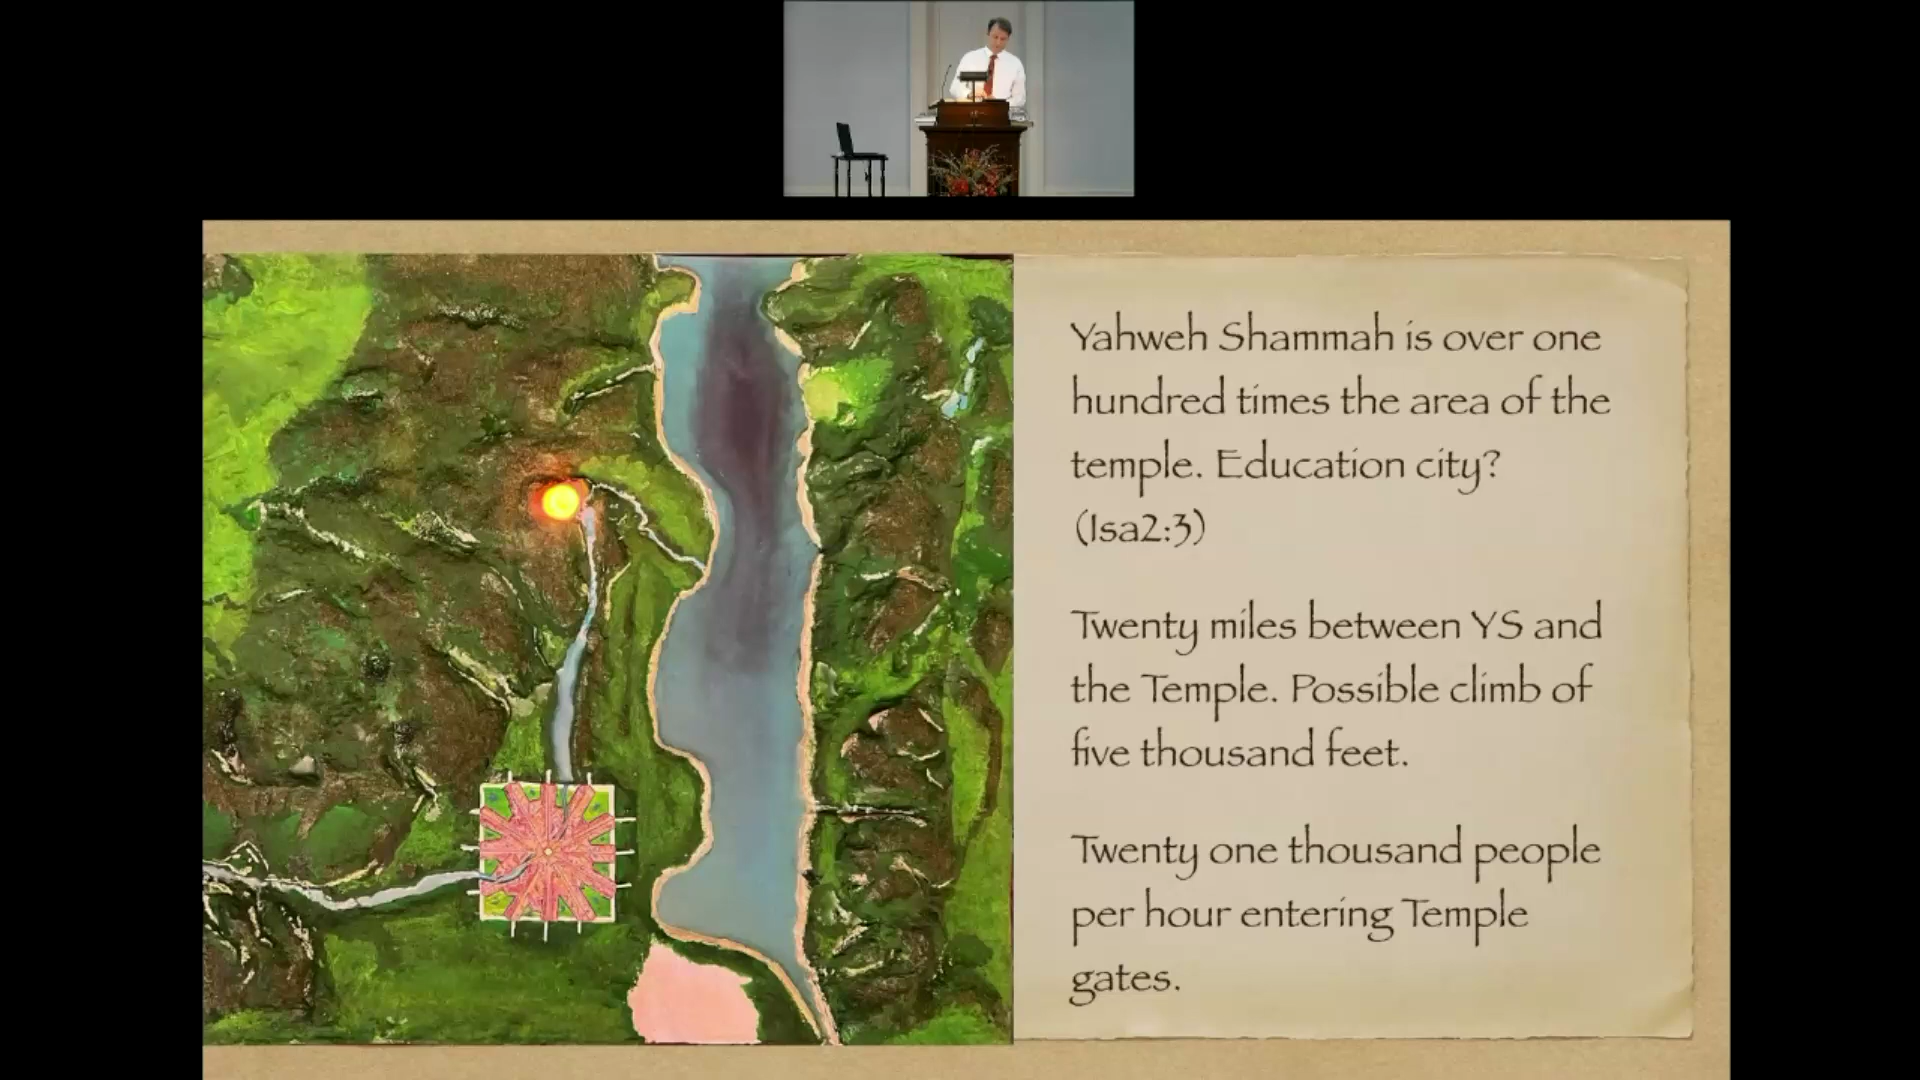 Yahweh Shammah is over one
hundred times the area of the
temple. Education city?
(Isa2:3)
Twenty miles between YS and
the Temple. Possible climb of
five thousand feet.
Twenty one thousand people
per hour entering Temple
gates.